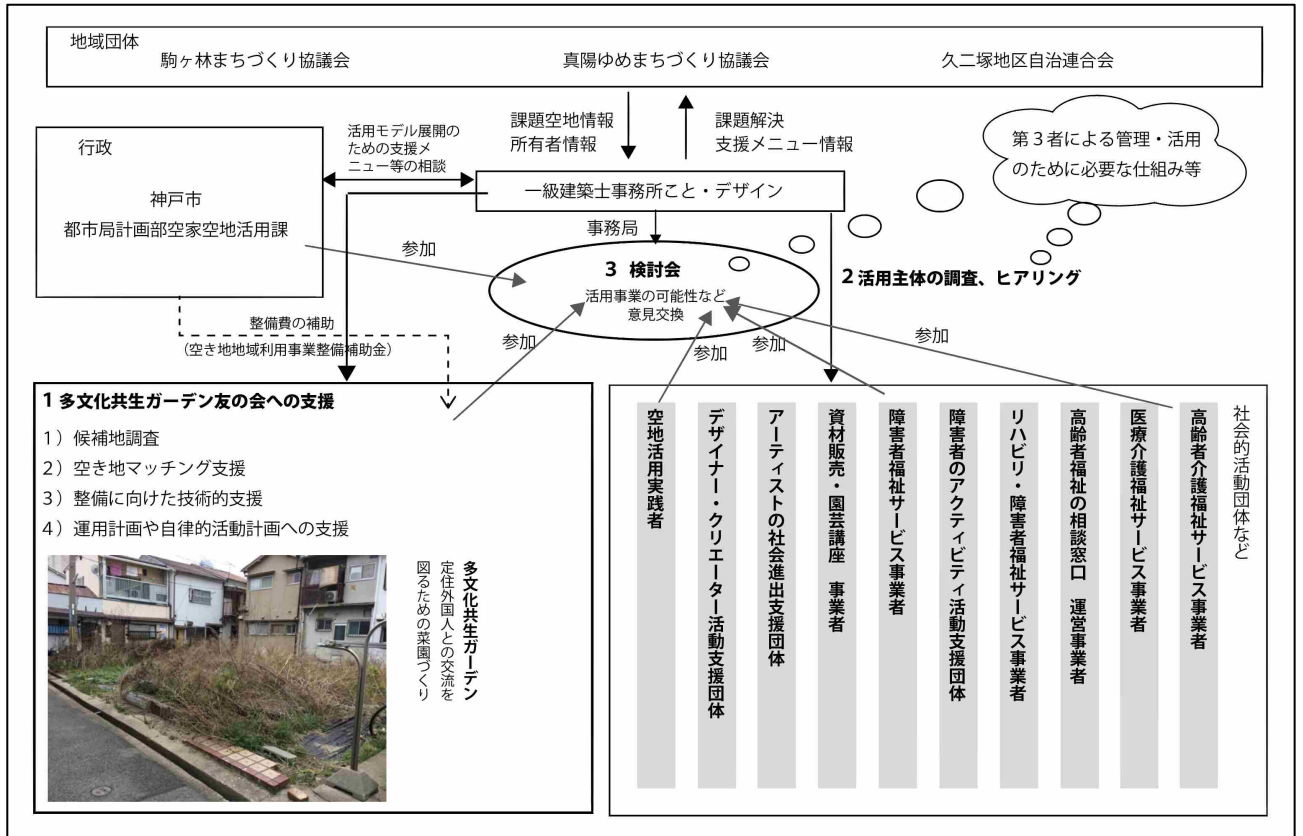 地域団体
駒ヶ林まちづくり協議会
真陽ゆめまちづくり協議会
久二塚地区自治連合会
行政
神戸市
都市局計画部空家空地活用課
活用モデル展開の
ための支援メ
ニュー等の相談
課題空地情報
所有者情報
課題解決
支援メニュー情報
第3者による管理・活用
のために必要な仕組み等
一級建築士事務所こと・デザイン
事務局
参加
3 検討会
活用事業の可能性など
意見交換
2 活用主体の調査、ヒアリング
整備費の補助
(空き地地域利用事業整備補助金)
参加
参加
参加
参加
1 多文化共生ガーデン友の会への支援
1)候補地調査
2)空き地マッチング支援
3)整備に向けた技術的支援
4)運用計画や自律的活動計画への支援
多文化共生ガーデン
定住外国人との交流を
図るための菜園づくり
社会的活動団体など
高齢者介護福祉サービス事業者
医療介護福祉サービス事業者
高齢者福祉の相談窓口 運営事業者
リハビリ・障害者福祉サービス事業者
障害者のアクティビティ活動支援団体
障害者福祉サービス事業者
資材販売・園芸講座 事業者
アーティストの社会進出支援団体
デザイナー・クリエーター活動支援団体
空地活用実践者